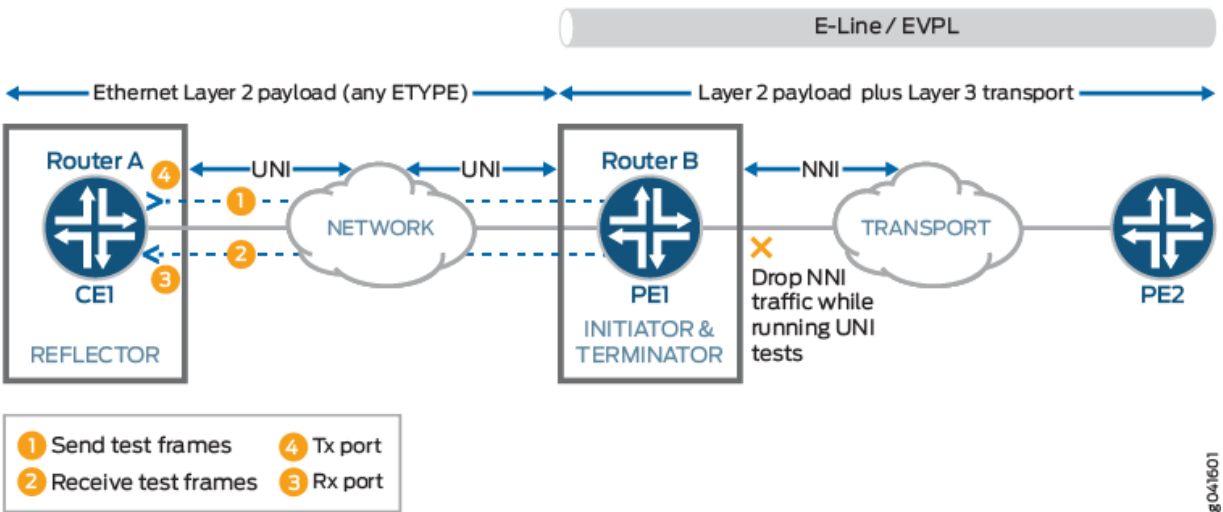 E-Line / EVPL
Ethernet Layer 2 payload (any ETYPE)
Layer 2 payload plus Layer 3 transport
Router A
4
UNI
UNI
Router B
NNI
1
NETWORK
TRANSPORT
2
3
CE1
PE1
Drop NNI
traffic while
running UNI
tests
PE2
REFLECTOR
INITIATOR &
TERMINATOR
1 Send test frames
4 Tx port
2 Receive test frames
3 Rx port
g041601